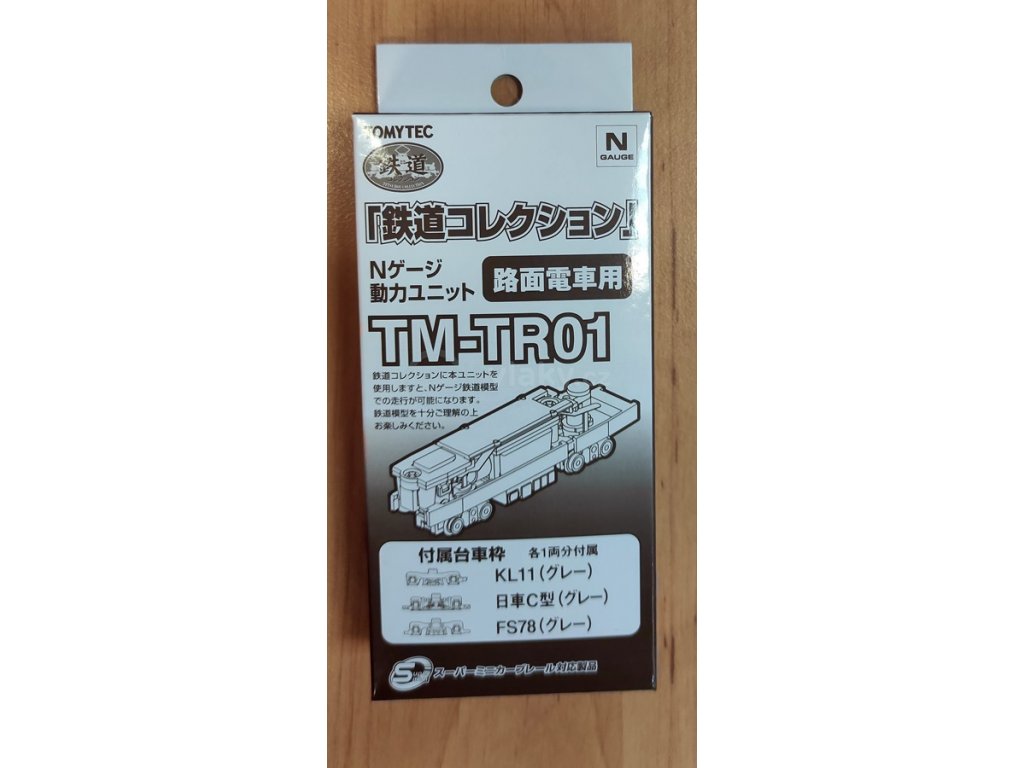 TOMYTEC
鉄道
N
GAUGE
「鉄道コレクション」
Nゲージ
動力ユニット
路面電車用
TM-TR01
鉄道コレクションに本ユニットを
使用しますと、Nゲージ鉄道模型
での走行が可能になります。
鉄道模型を十分ご理解の上
お楽しみください。
付属台車枠 各1両分付属
KL11(グレー)
日車C型(グレー)
FS78(グレー)
スーパーミニカーブレール対応製品